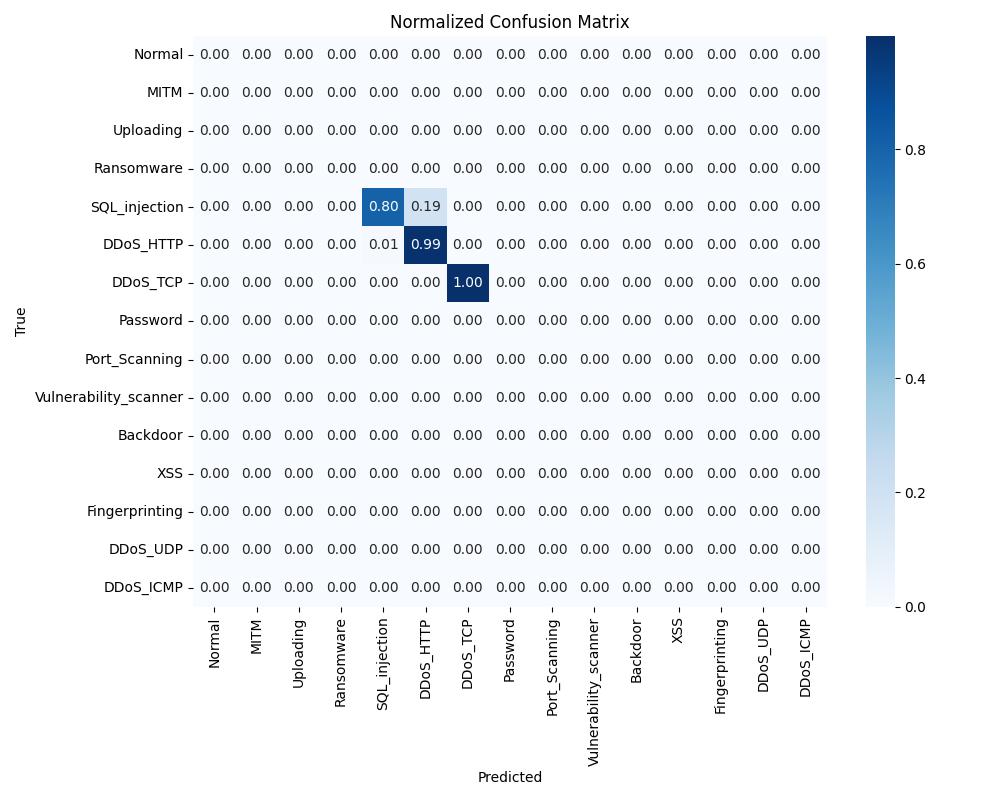 Normalized Confusion Matrix
Normal 0.00 0.00 0.00 0.00 0.00 0.00 0.00 0.00 0.00 0.00 0.00 0.00 0.00 0.00 0.00
MITM 0.00 0.00 0.00 0.00 0.00 0.00 0.00 0.00 0.00 0.00 0.00 0.00 0.00 0.00 0.00
Uploading 0.00 0.00 0.00 0.00 0.00 0.00 0.00 0.00 0.00 0.00 0.00 0.00 0.00 0.00 0.00
Ransomware 0.00 0.00 0.00 0.00 0.00 0.00 0.00 0.00 0.00 0.00 0.00 0.00 0.00 0.00 0.00
SQL_injection 0.00 0.00 0.00 0.00 0.80 0.19 0.00 0.00 0.00 0.00 0.00 0.00 0.00 0.00 0.00
DDoS_HTTP 0.00 0.00 0.00 0.00 0.01 0.99 0.00 0.00 0.00 0.00 0.00 0.00 0.00 0.00 0.00
DDoS_TCP 0.00 0.00 0.00 0.00 0.00 0.00 1.00 0.00 0.00 0.00 0.00 0.00 0.00 0.00 0.00
Password 0.00 0.00 0.00 0.00 0.00 0.00 0.00 0.00 0.00 0.00 0.00 0.00 0.00 0.00 0.00
Port_Scanning 0.00 0.00 0.00 0.00 0.00 0.00 0.00 0.00 0.00 0.00 0.00 0.00 0.00 0.00 0.00
Vulnerability_scanner 0.00 0.00 0.00 0.00 0.00 0.00 0.00 0.00 0.00 0.00 0.00 0.00 0.00 0.00 0.00
Backdoor 0.00 0.00 0.00 0.00 0.00 0.00 0.00 0.00 0.00 0.00 0.00 0.00 0.00 0.00 0.00
XSS 0.00 0.00 0.00 0.00 0.00 0.00 0.00 0.00 0.00 0.00 0.00 0.00 0.00 0.00 0.00
Fingerprinting 0.00 0.00 0.00 0.00 0.00 0.00 0.00 0.00 0.00 0.00 0.00 0.00 0.00 0.00 0.00
DDoS_UDP 0.00 0.00 0.00 0.00 0.00 0.00 0.00 0.00 0.00 0.00 0.00 0.00 0.00 0.00 0.00
DDoS_ICMP 0.00 0.00 0.00 0.00 0.00 0.00 0.00 0.00 0.00 0.00 0.00 0.00 0.00 0.00 0.00
True
Normal
MITM
Uploading
Ransomware
SQL_injection
DDoS_HTTP
DDoS_TCP
Password
Port_Scanning
Vulnerability_scanner
Backdoor
XSS
Fingerprinting
DDoS_UDP
DDoS_ICMP
Predicted
0.8
0.6
0.4
0.2
0.0